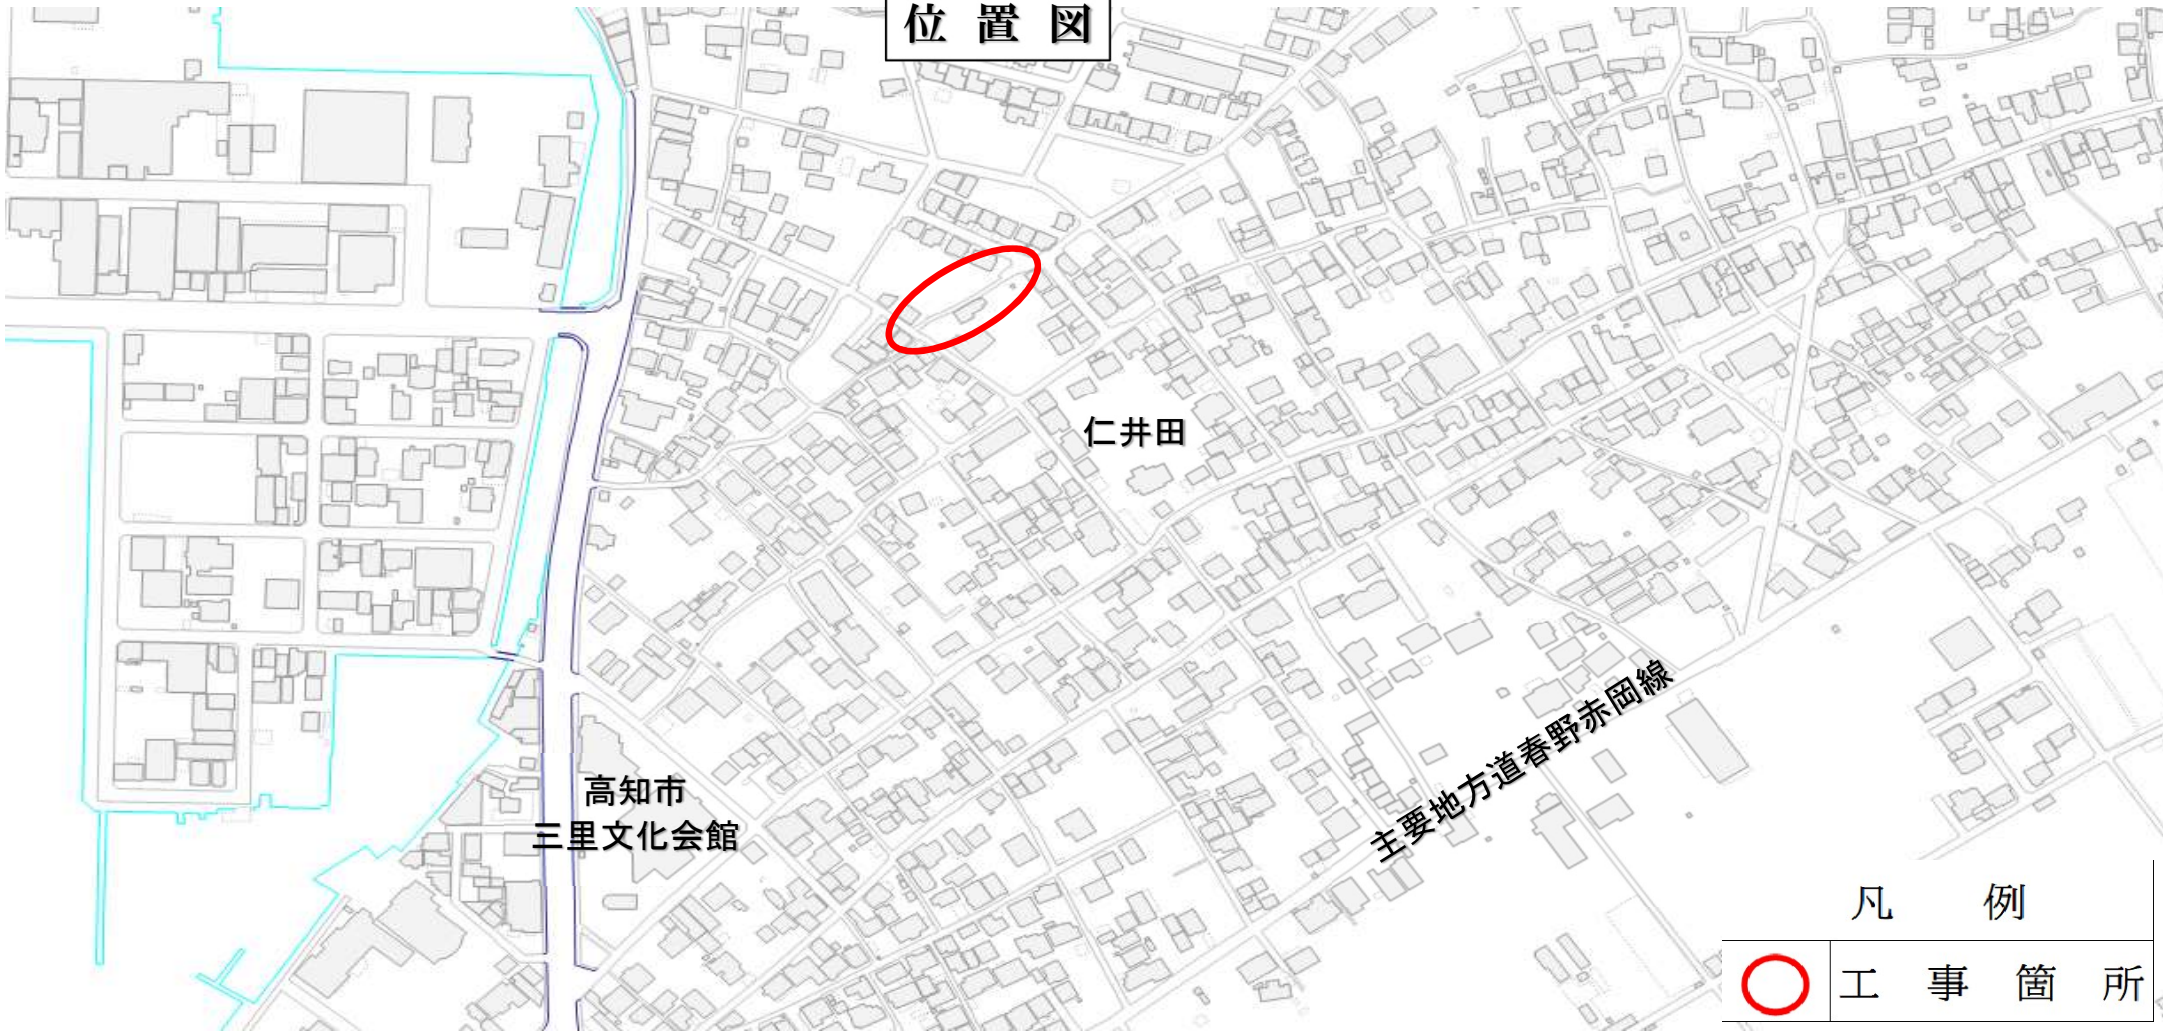 位置図
仁井田
主要地方道春野赤岡線
高知市
三里文化会館
凡例
工事箇所